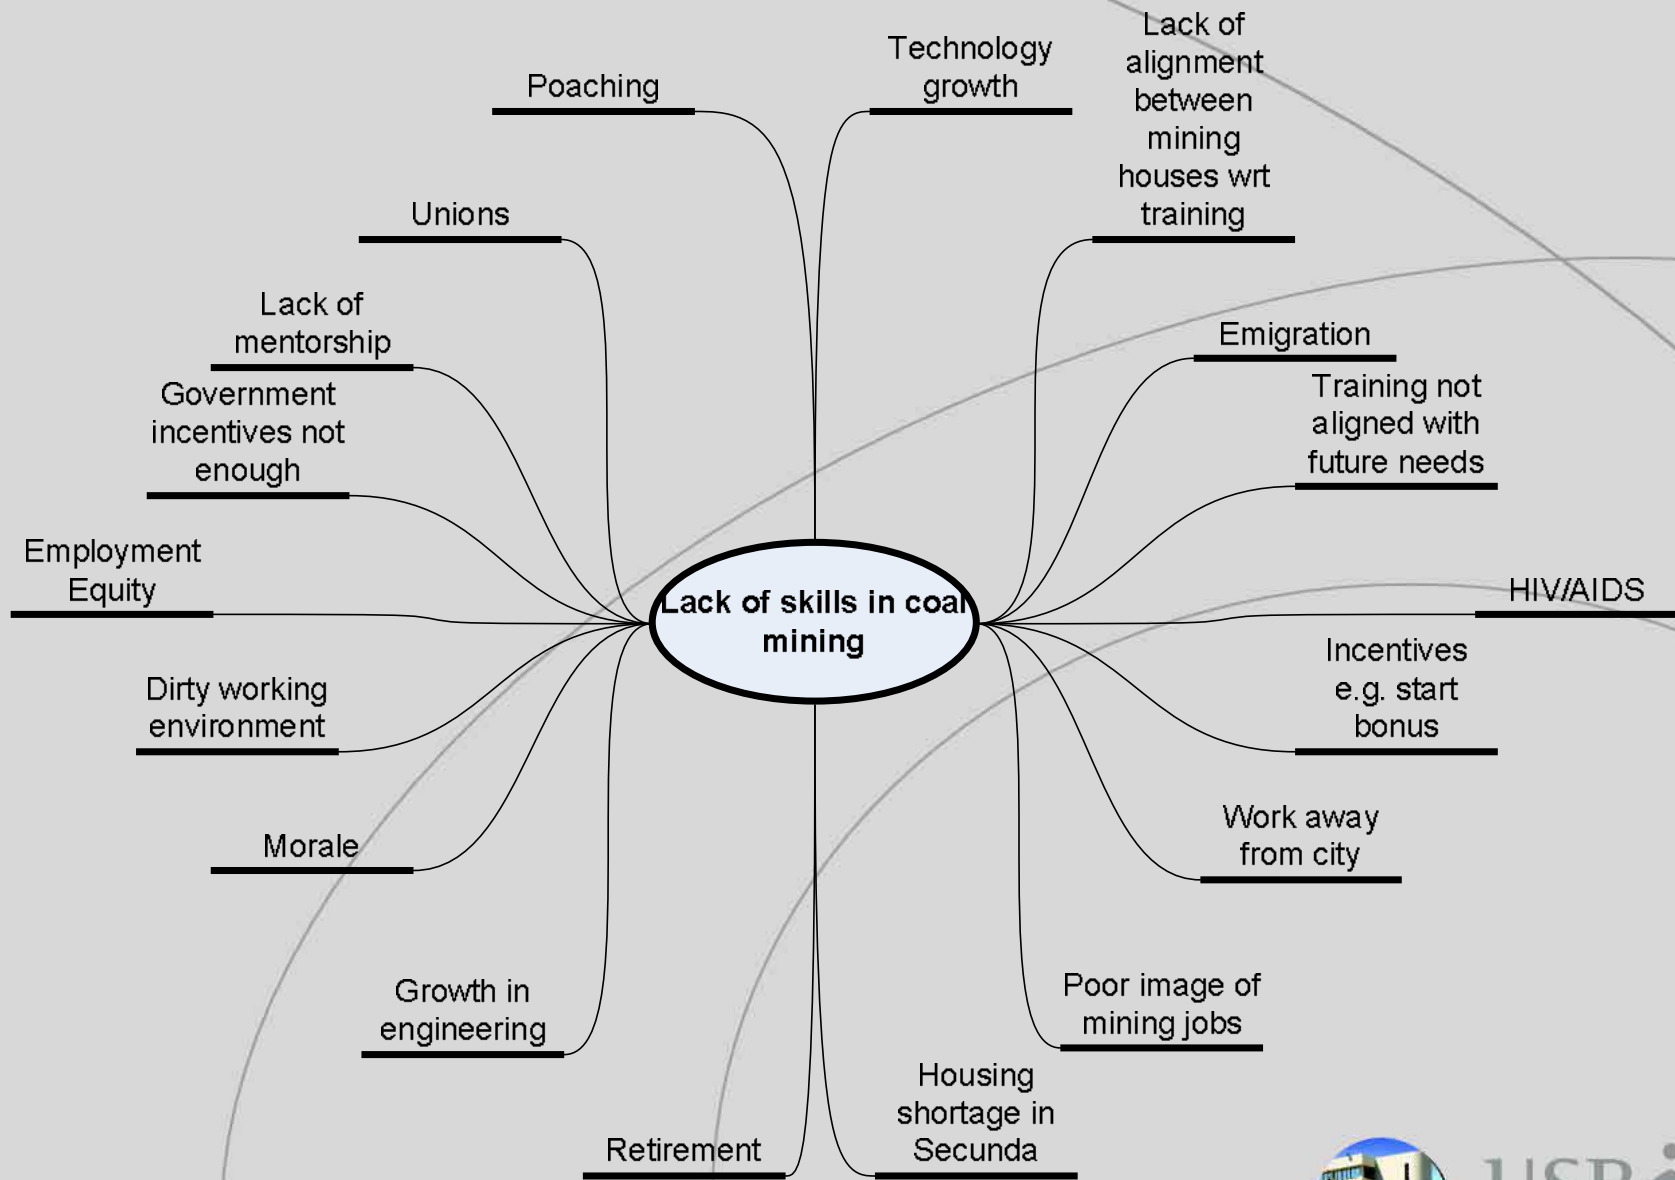 Lack of
alignment
between
mining
houses wrt
training
Technology
growth
Poaching
Unions
Lack of
mentorship
Government
incentives not
enough
Employment
Equity
Dirty working
environment
Morale
Growth in
engineering
Retirement
Lack of skills in coal
mining
Emigration
Training not
aligned with
future needs
HIV/AIDS
Incentives
e.g. start
bonus
Work away
from city
Poor image of
mining jobs
Housing
shortage in
Secunda